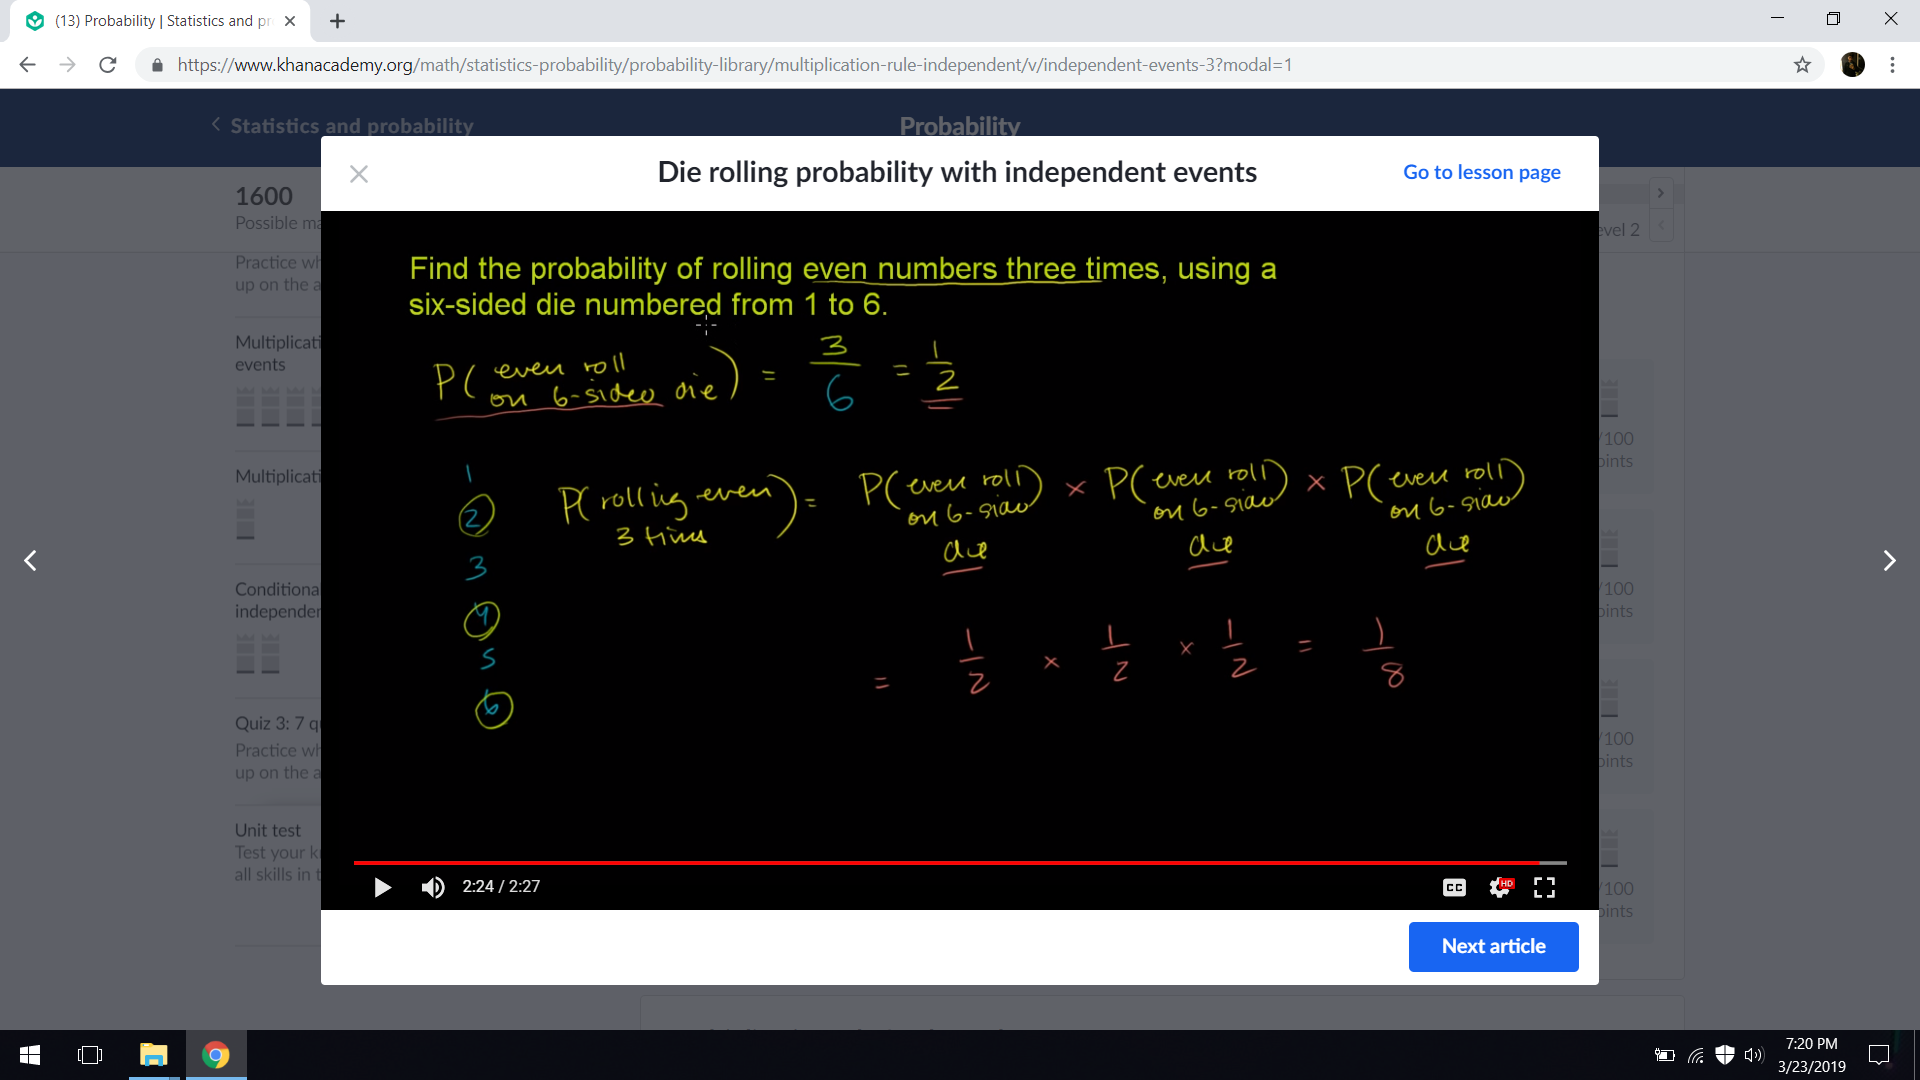 (13) Probability | Statistics and pr
https://www.khanacademy.org/math/statistics-probability/probability-library/multiplication-rule-independent/v/independent-events-3?modal=1
Statistics and probability
Probability
1600
Possible ma
evel 2
Practice wh
up on the a
Multiplicati
events
Multiplicati
Conditiona
independen
Quiz 3: 7 q
Practice wh
up on the a
Unit test
Test your k
all skills in t
Die rolling probability with independent events
Go to lesson page
Find the probability of rolling even numbers three times, using a
six-sided die numbered from 1 to 6.
P(even roll on 6-sided die) = 3/6 = 1/2
1
2
3
4
5
6
P(rolling even 3 times) = P(even roll on 6-sided die) × P(even roll on 6-sided die) × P(even roll on 6-sided die)
= 1/2 × 1/2 × 1/2 = 1/8
2:24 / 2:27
CC
HD
Next article
/100
oints
/100
oints
/100
oints
/100
oints
7:20 PM
3/23/2019